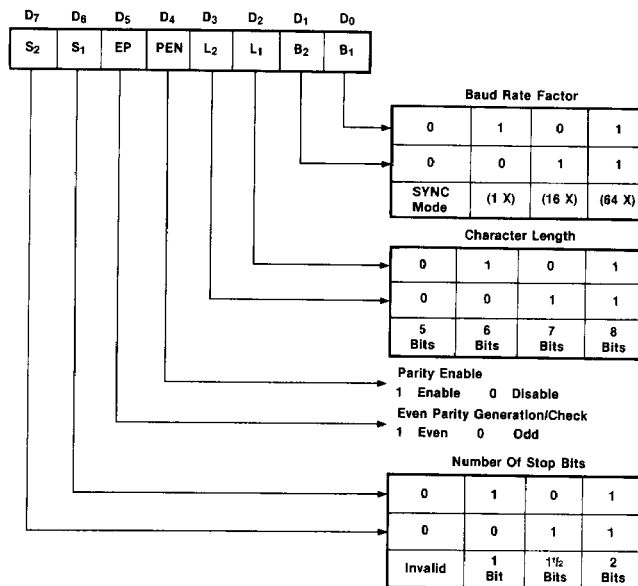 D7 D6 D5 D4 D3 D2 D1 D0
S2 S1 EP PEN L2 L1 B2 B1
Baud Rate Factor
0 1 0 1
0 0 1 1
SYNC Mode (1 X) (16 X) (64 X)
Character Length
0 1 0 1
0 0 1 1
5 Bits 6 Bits 7 Bits 8 Bits
Parity Enable
1 Enable 0 Disable
Even Parity Generation/Check
1 Even 0 Odd
Number Of Stop Bits
0 1 0 1
0 0 1 1
Invalid 1 Bit 1½ Bits 2 Bits